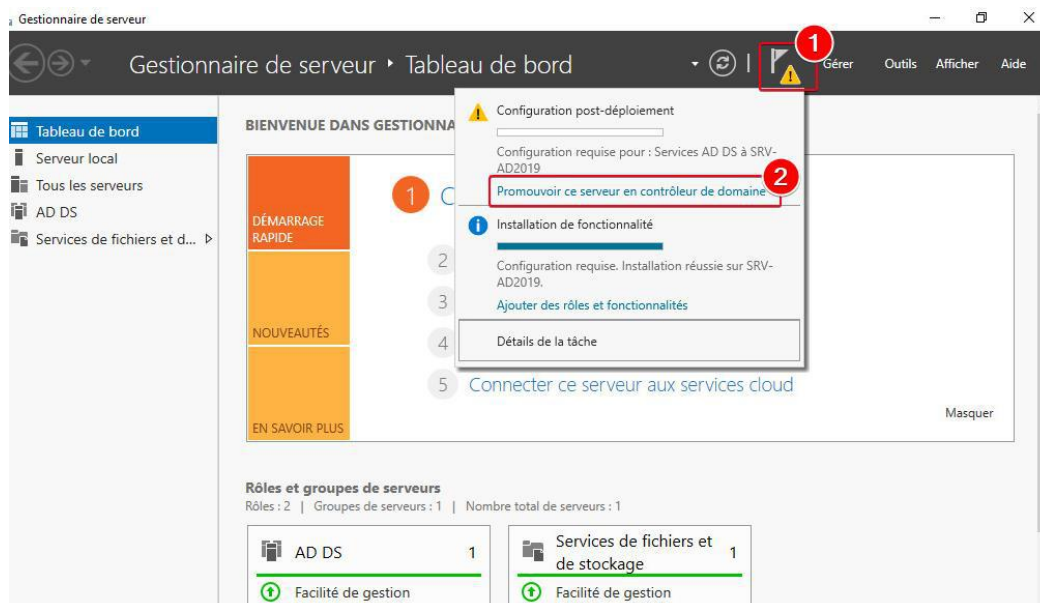 Gestionnaire de serveur
Gestionnaire de serveur • Tableau de bord
1
Gérer Outils Afficher Aide
Tableau de bord
Serveur local
Tous les serveurs
AD DS
Services de fichiers et d...
BIENVENUE DANS GESTIONNA
Configuration post-déploiement
Configuration requise pour : Services AD DS à SRV-
AD2019
2
Promouvoir ce serveur en contrôleur de domaine
Installation de fonctionnalité
Configuration requise. Installation réussie sur SRV-
AD2019.
Ajouter des rôles et fonctionnalités
Détails de la tâche
DÉMARRAGE
RAPIDE
NOUVEAUTÉS
EN SAVOIR PLUS
1 C
2
3
4
5 Connecter ce serveur aux services cloud
Masquer
Rôles et groupes de serveurs
Rôles : 2 | Groupes de serveurs : 1 | Nombre total de serveurs : 1
AD DS 1
Facilité de gestion
Services de fichiers et
de stockage 1
Facilité de gestion